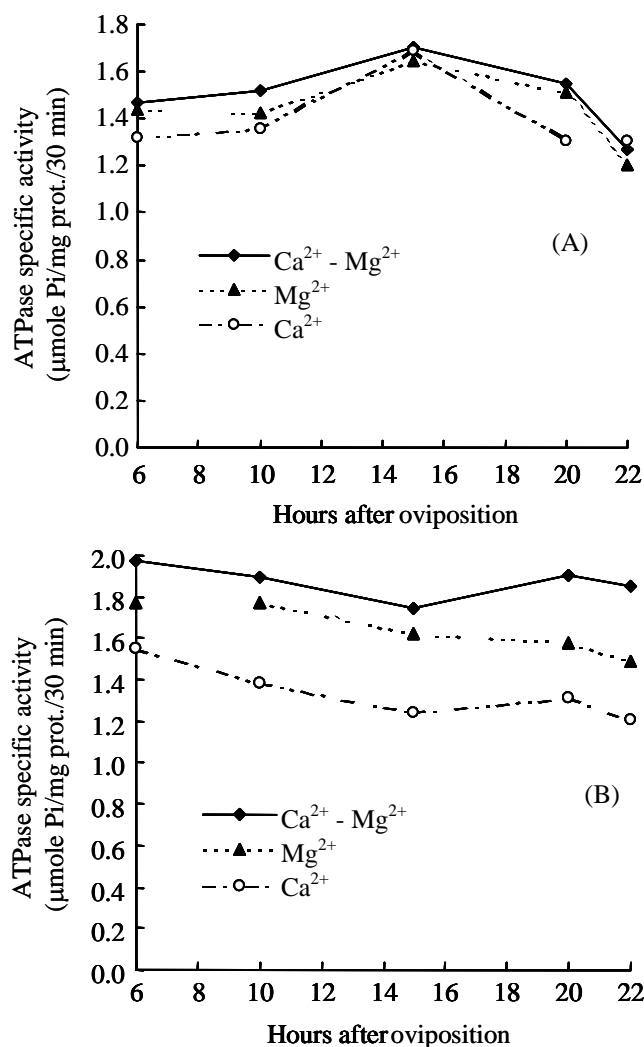 ATPase specific activity
(µmole Pi/mg prot./30 min)
1.8
1.6
1.4
1.2
1.0
0.8
0.6
0.4
0.2
0.0
(A)
Ca²⁺ - Mg²⁺
Mg²⁺
Ca²⁺
6 8 10 12 14 16 18 20 22
Hours after oviposition
ATPase specific activity
(µmole Pi/mg prot./30 min)
2.0
1.8
1.6
1.4
1.2
1.0
0.8
0.6
0.4
0.2
0.0
(B)
Ca²⁺ - Mg²⁺
Mg²⁺
Ca²⁺
6 8 10 12 14 16 18 20 22
Hours after oviposition